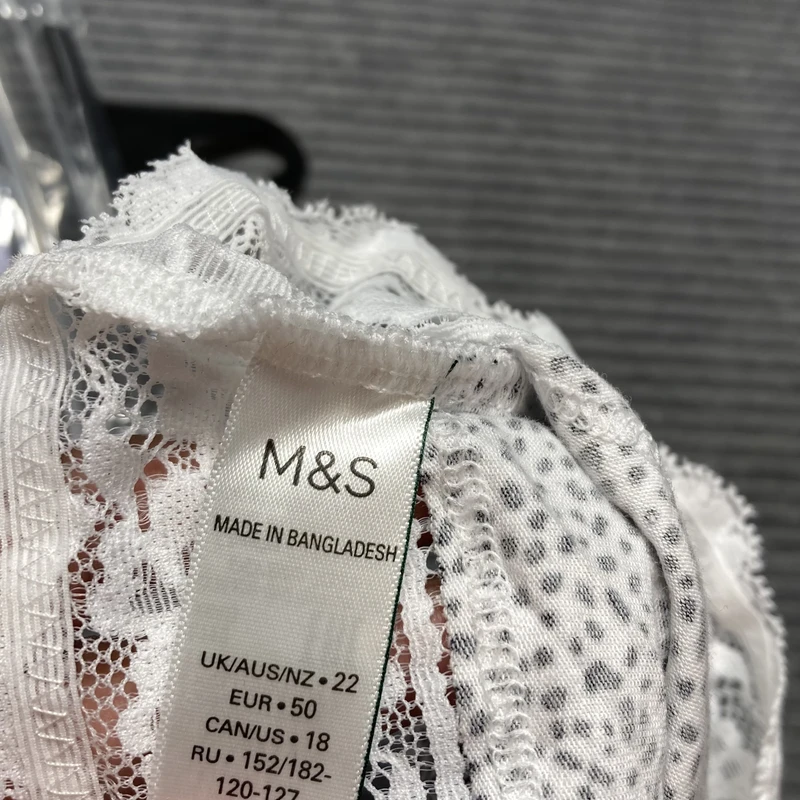 M&S
MADE IN BANGLADESH
UK/AUS/NZ • 22
EUR • 50
CAN/US • 18
RU • 152/182-
120-127